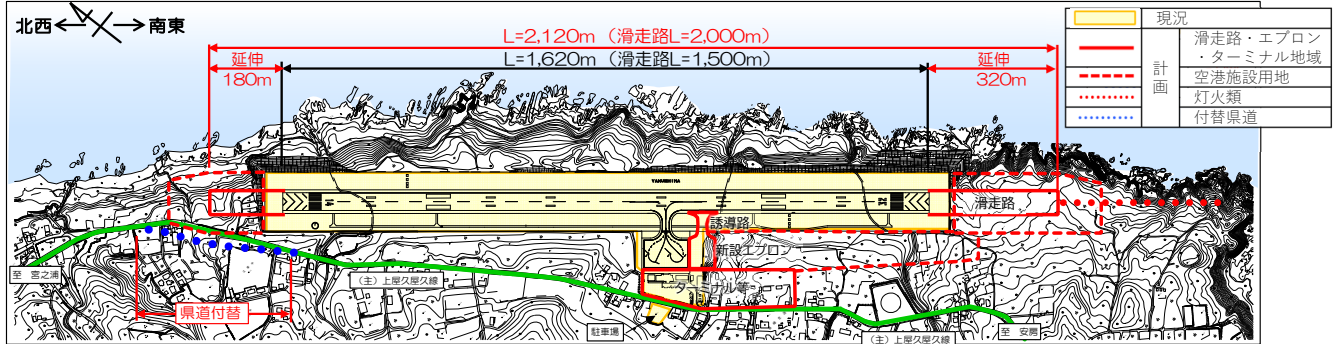 北西
南東
L=2,120m（滑走路L=2,000m）
延伸
180m
L=1,620m（滑走路L=1,500m）
延伸
320m
現況
計画
滑走路・エプロン
・ターミナル地域
空港施設用地
灯火類
付替県道
YAKUSHIMA
14
32
滑走路
誘導路
新設エプロン
ターミナル等
至 宮之浦
（主）上屋久屋久線
県道付替
駐車場
至 安房
（主）上屋久屋久線